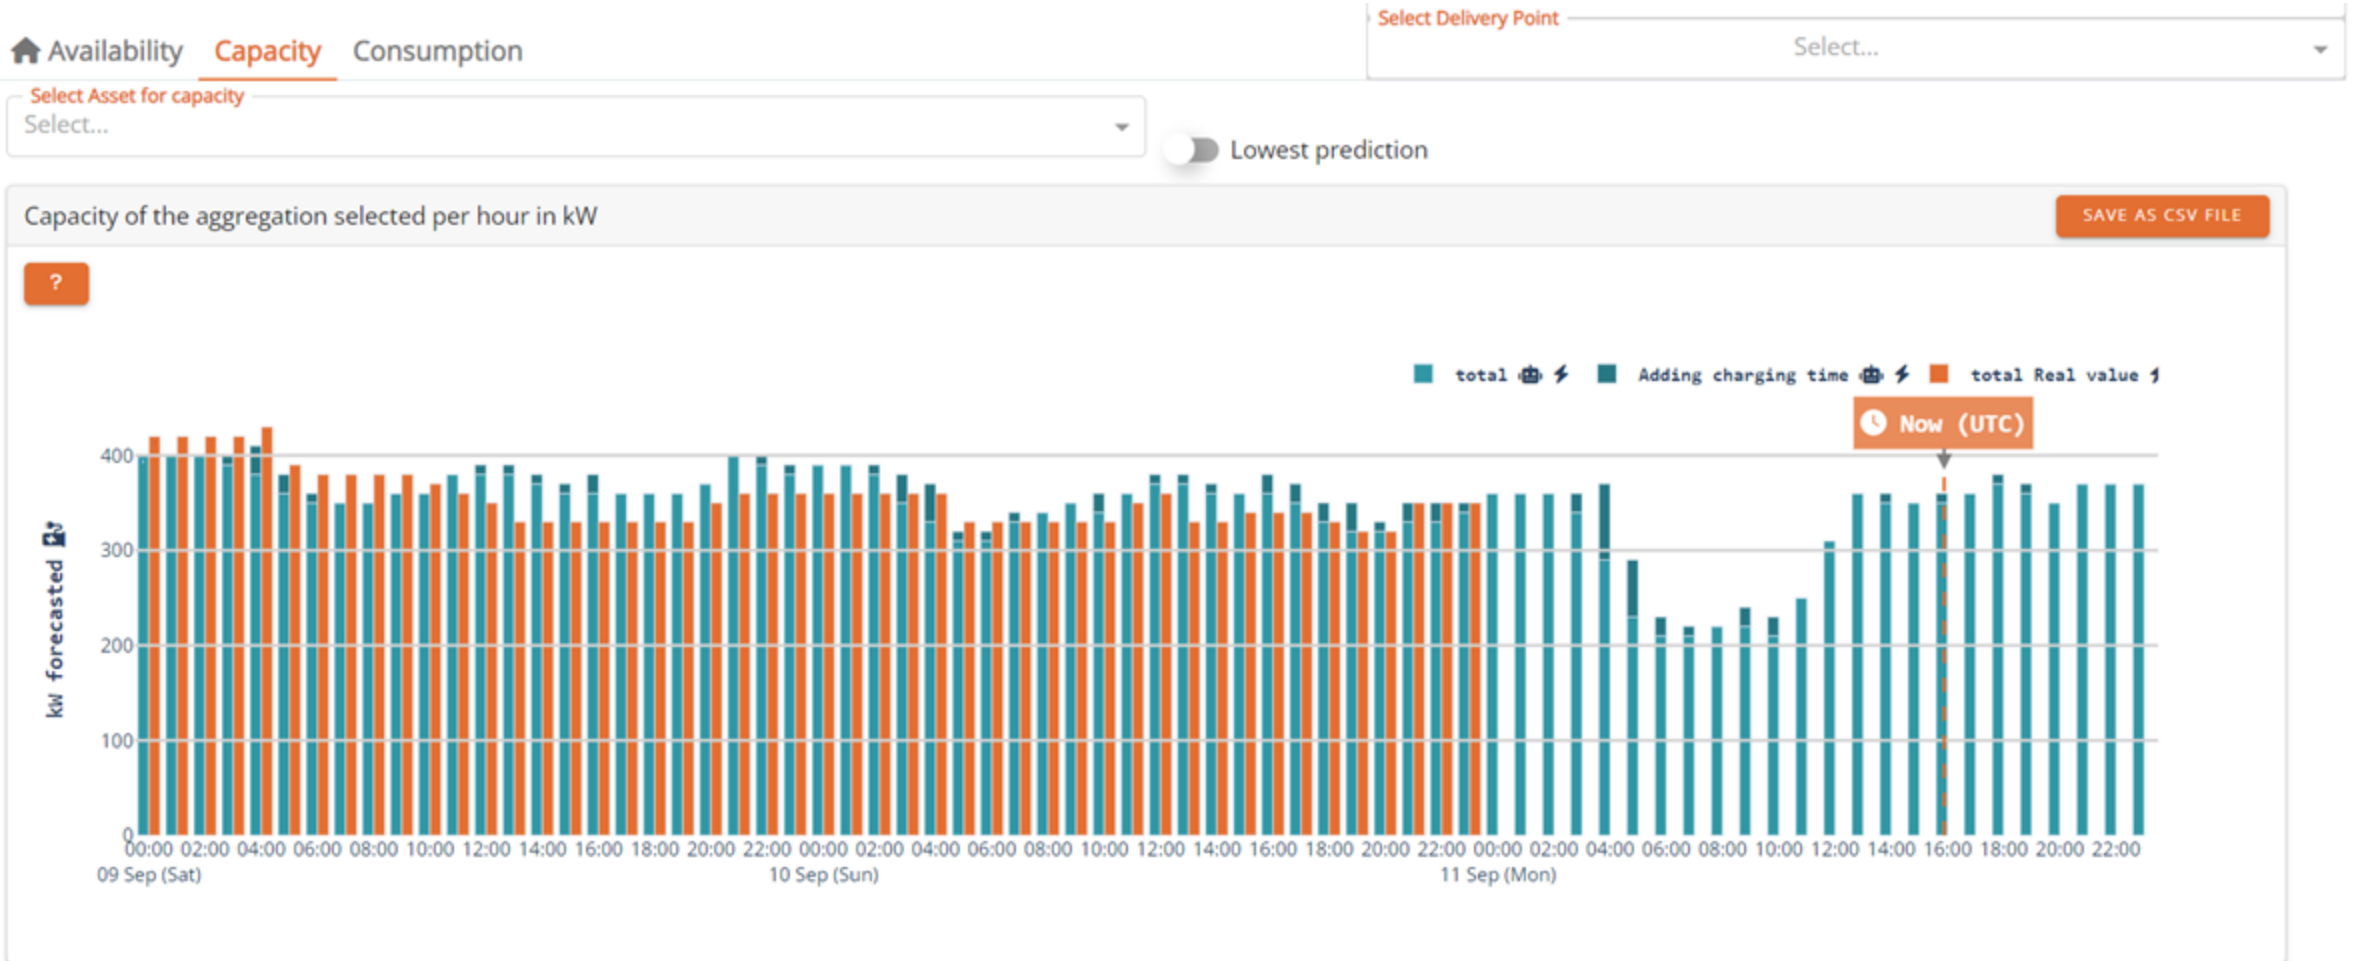 Select Delivery Point
Availability Capacity Consumption
Select...
Select Asset for capacity
Select...
Lowest prediction
Capacity of the aggregation selected per hour in kW
SAVE AS CSV FILE
?
total Adding charging time total Real value
Now (UTC)
kW forecasted
400
300
200
100
0
00:00 02:00 04:00 06:00 08:00 10:00 12:00 14:00 16:00 18:00 20:00 22:00 00:00 02:00 04:00 06:00 08:00 10:00 12:00 14:00 16:00 18:00 20:00 22:00 00:00 02:00 04:00 06:00 08:00 10:00 12:00 14:00 16:00 18:00 20:00 22:00
09 Sep (Sat) 10 Sep (Sun) 11 Sep (Mon)